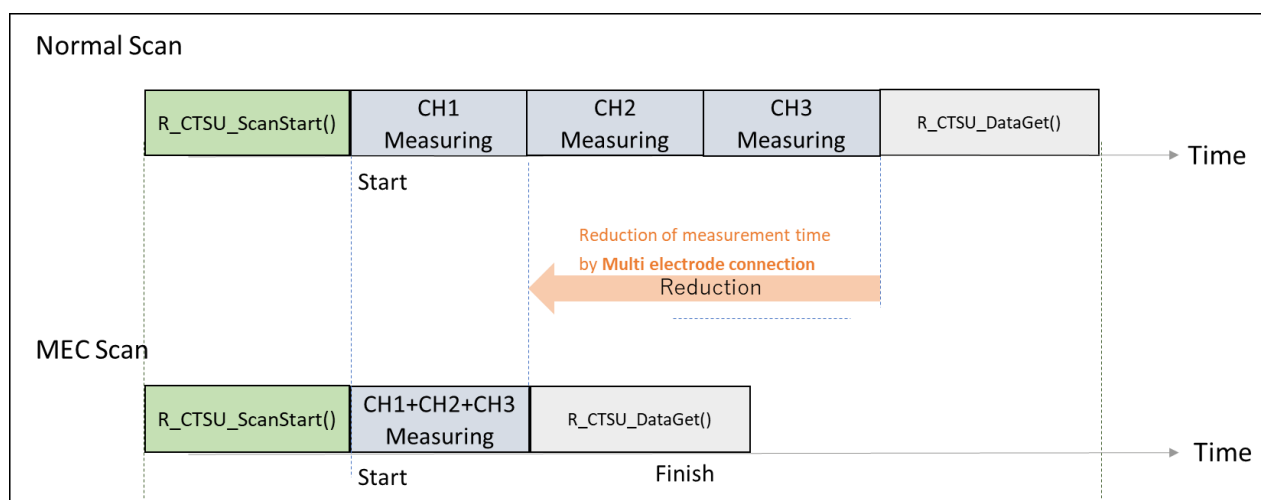 Normal Scan
R_CTSU_ScanStart()
CH1
Measuring
CH2
Measuring
CH3
Measuring
R_CTSU_DataGet()
Time
Start
Reduction of measurement time
by Multi electrode connection
Reduction
MEC Scan
R_CTSU_ScanStart()
CH1+CH2+CH3
Measuring
R_CTSU_DataGet()
Time
Start
Finish